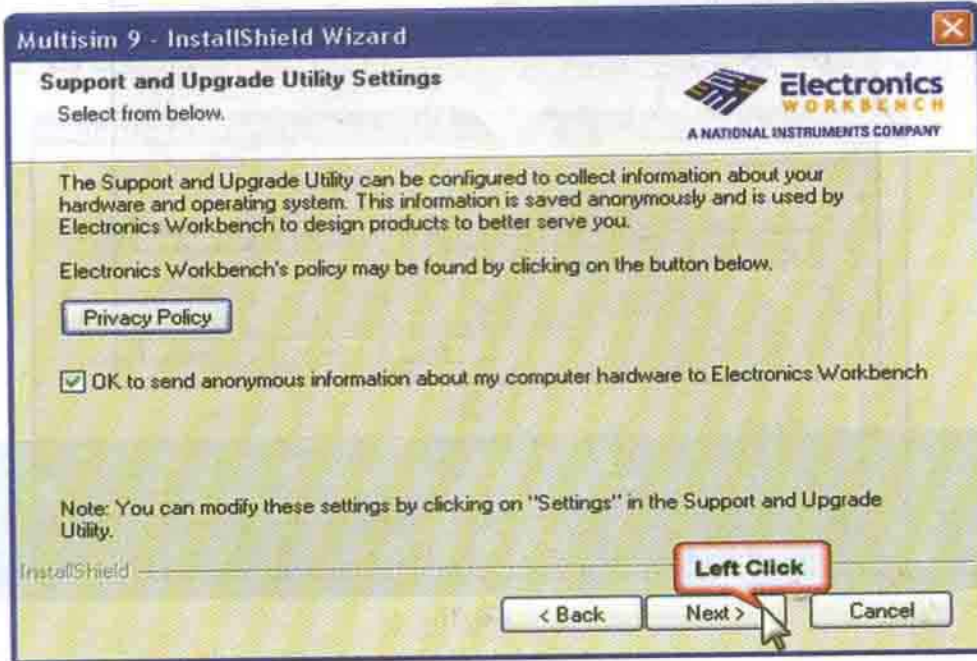 Multisim 9 - InstallShield Wizard
Support and Upgrade Utility Settings
Select from below.
Electronics
WORKBENCH
A NATIONAL INSTRUMENTS COMPANY
The Support and Upgrade Utility can be configured to collect information about your
hardware and operating system. This information is saved anonymously and is used by
Electronics Workbench to design products to better serve you.
Electronics Workbench's policy may be found by clicking on the button below.
Privacy Policy
OK to send anonymous information about my computer hardware to Electronics Workbench
Note: You can modify these settings by clicking on "Settings" in the Support and Upgrade
Utility.
InstallShield
Left Click
< Back
Next >
Cancel